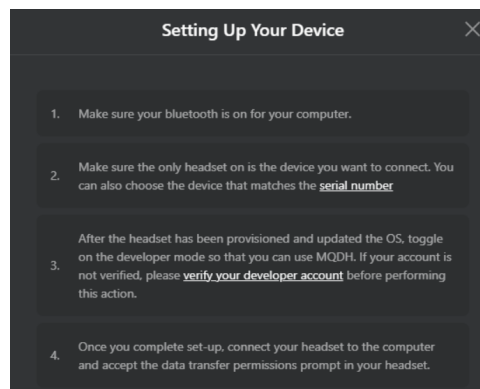 Setting Up Your Device
1. Make sure your bluetooth is on for your computer.
2. Make sure the only headset on is the device you want to connect. You
can also choose the device that matches the serial number
3. After the headset has been provisioned and updated the OS, toggle
on the developer mode so that you can use MQDH. If your account is
not verified, please verify your developer account before performing
this action.
4. Once you complete set-up, connect your headset to the computer
and accept the data transfer permissions prompt in your headset.